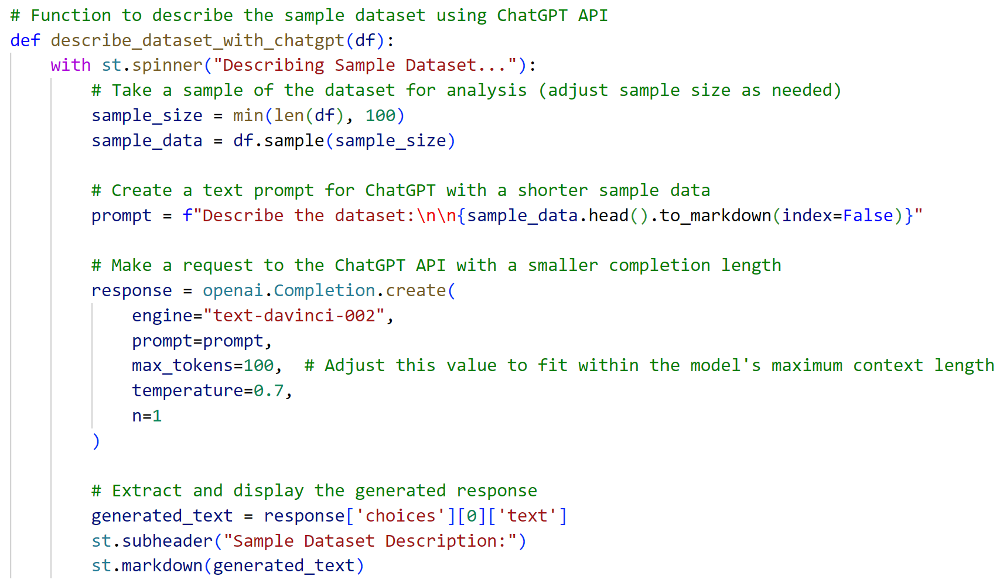 # Function to describe the sample dataset using ChatGPT API
def describe_dataset_with_chatgpt(df):
    with st.spinner("Describing Sample Dataset..."):
        # Take a sample of the dataset for analysis (adjust sample size as needed)
        sample_size = min(len(df), 100)
        sample_data = df.sample(sample_size)

        # Create a text prompt for ChatGPT with a shorter sample data
        prompt = f"Describe the dataset:\n\n{sample_data.head().to_markdown(index=False)}"

        # Make a request to the ChatGPT API with a smaller completion length
        response = openai.Completion.create(
            engine="text-davinci-002",
            prompt=prompt,
            max_tokens=100,  # Adjust this value to fit within the model's maximum context length
            temperature=0.7,
            n=1
        )

        # Extract and display the generated response
        generated_text = response['choices'][0]['text']
        st.subheader("Sample Dataset Description:")
        st.markdown(generated_text)